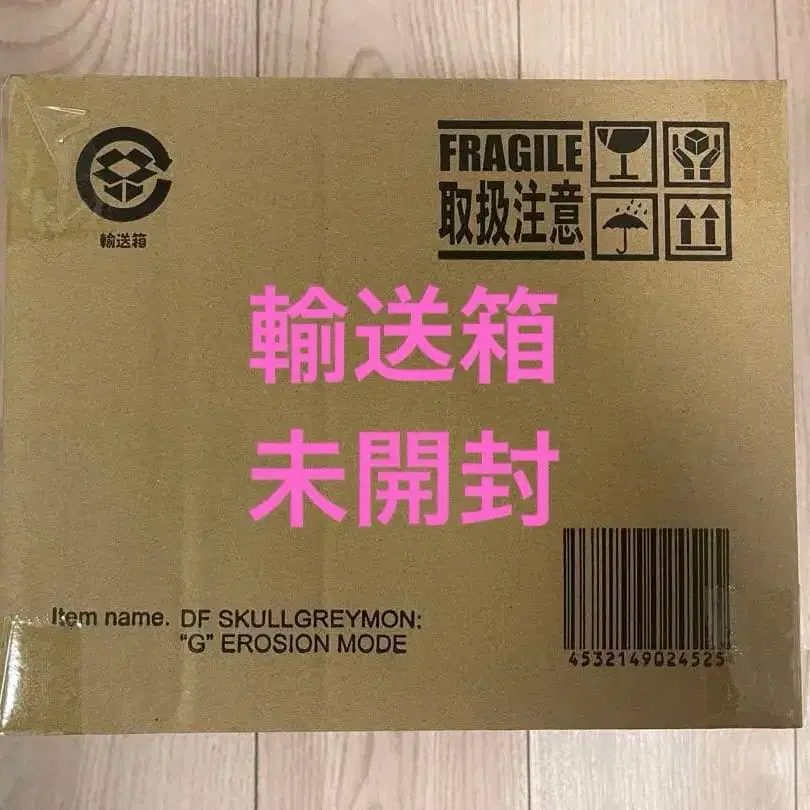 FRAGILE
取扱注意
輸送箱
輸送箱
未開封
Item name. DF SKULLGREYMON:
"G" EROSION MODE
4532149024525